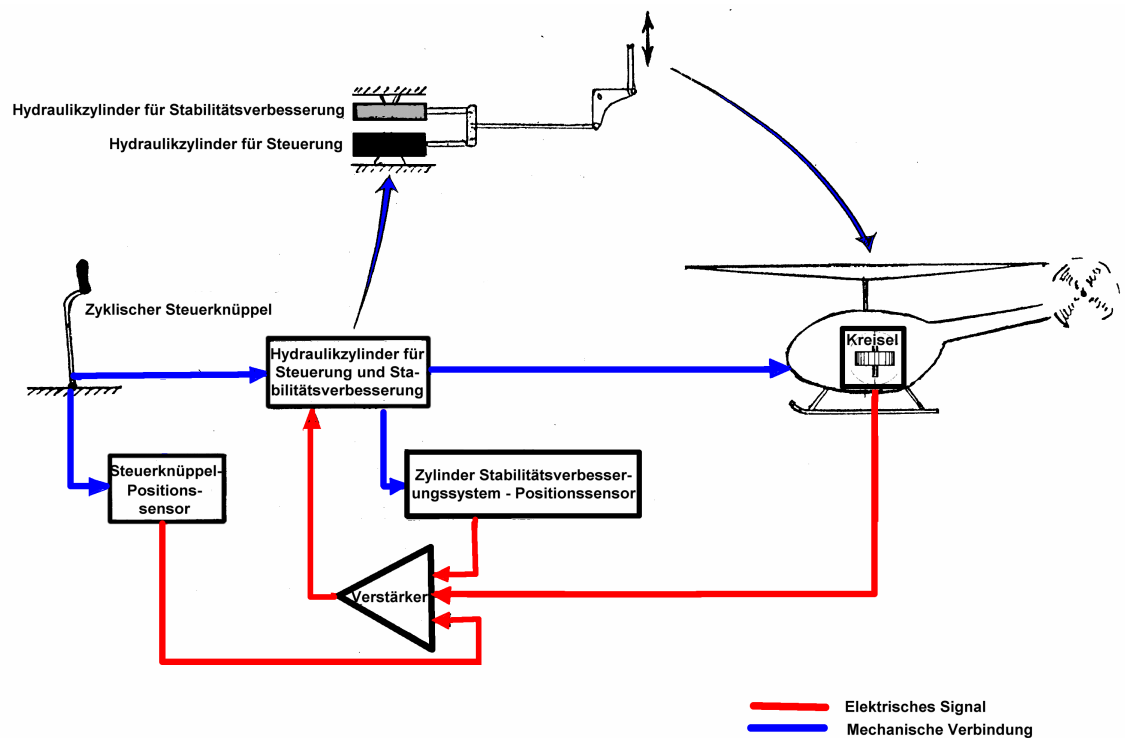 Hydraulikzylinder für Stabilitätsverbesserung
Hydraulikzylinder für Steuerung
Zyklischer Steuerknüppel
Hydraulikzylinder für
Steuerung und Sta-
bilitätsverbesserung
Kreisel
Steuerknüppel-
Positions-
sensor
Zylinder Stabilitätsverbesser-
ungssystem - Positionssensor
Verstärker
Elektrisches Signal
Mechanische Verbindung